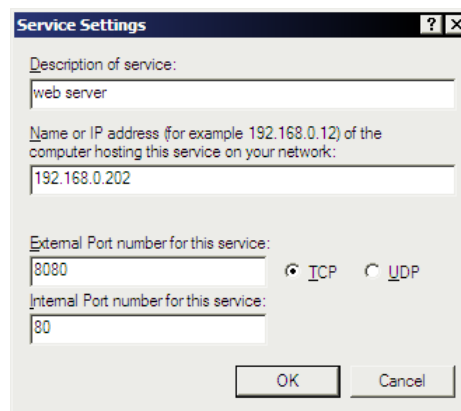 Service Settings
Description of service:
web server
Name or IP address (for example 192.168.0.12) of the
computer hosting this service on your network:
192.168.0.202
External Port number for this service:
8080
TCP
UDP
Internal Port number for this service:
80
OK
Cancel